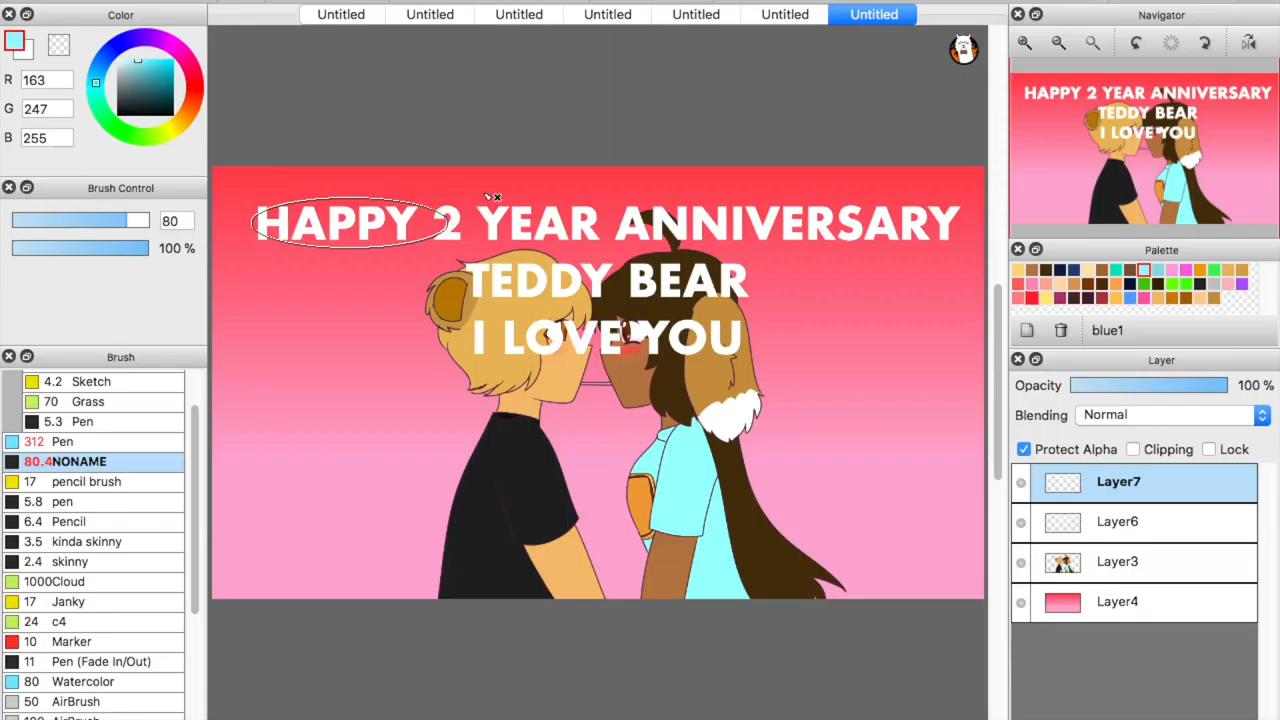 Color
Untitled
Untitled
Untitled
Untitled
Untitled
Untitled
Untitled
Navigator
R 163
G 247
B 255
Brush Control
80
100 %
Brush
4.2 Sketch
70 Grass
5.3 Pen
312 Pen
80.4NONAME
17 pencil brush
5.8 pen
6.4 Pencil
3.5 kinda skinny
2.4 skinny
1000Cloud
17 Janky
24 c4
10 Marker
11 Pen (Fade In/Out)
80 Watercolor
50 AirBrush
100 AirBrush
HAPPY 2 YEAR ANNIVERSARY
TEDDY BEAR
I LOVE YOU
HAPPY 2 YEAR ANNIVERSARY
TEDDY BEAR
I LOVE YOU
Palette
blue1
Layer
Opacity 100 %
Blending Normal
Protect Alpha Clipping Lock
Layer7
Layer6
Layer3
Layer4